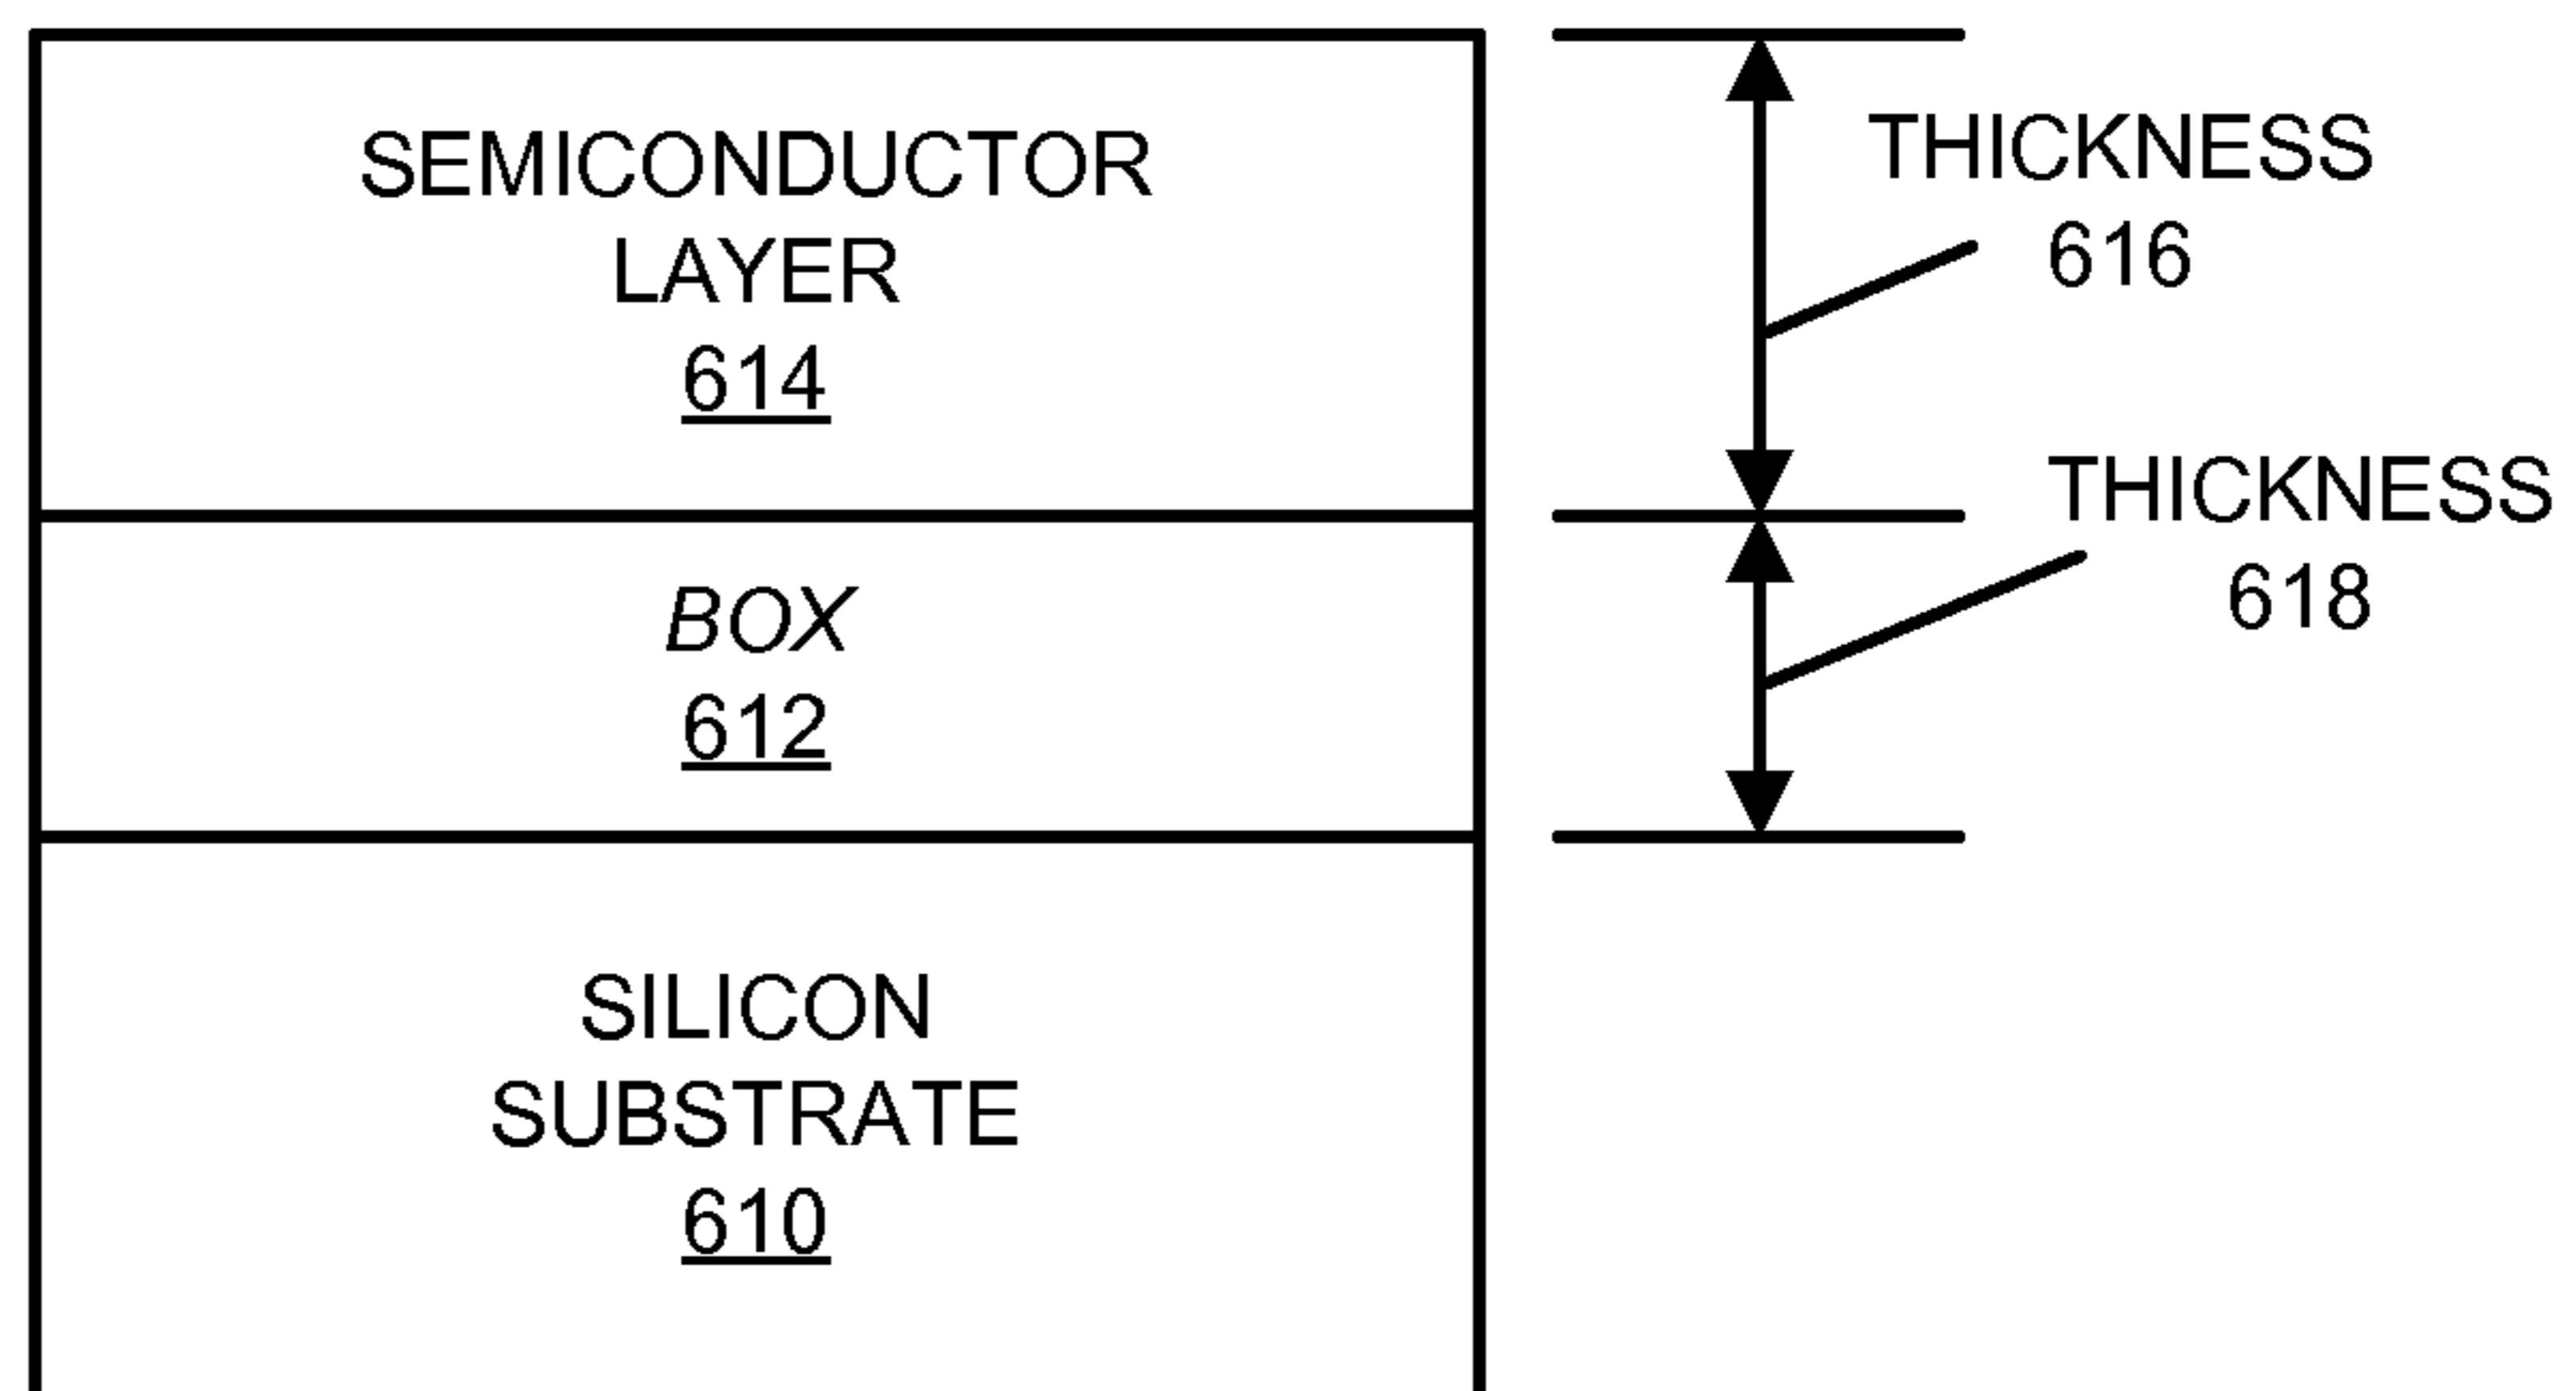 SEMICONDUCTOR
LAYER
614
THICKNESS
616
BOX
612
THICKNESS
618
SILICON
SUBSTRATE
610